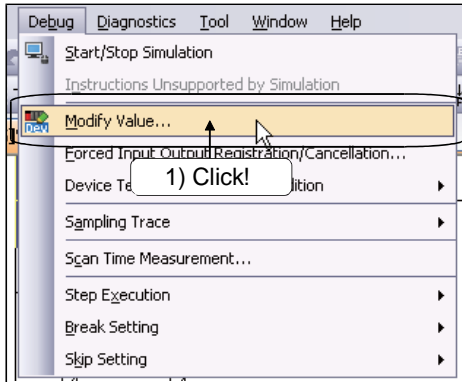 Debug Diagnostics Tool Window Help
Start/Stop Simulation
Instructions Unsupported by Simulation
Dev Modify Value...
Forced Input Output Registration/Cancellation...
Device Te
1) Click!
Sampling Trace
Scan Time Measurement...
Step Execution
Break Setting
Skip Setting